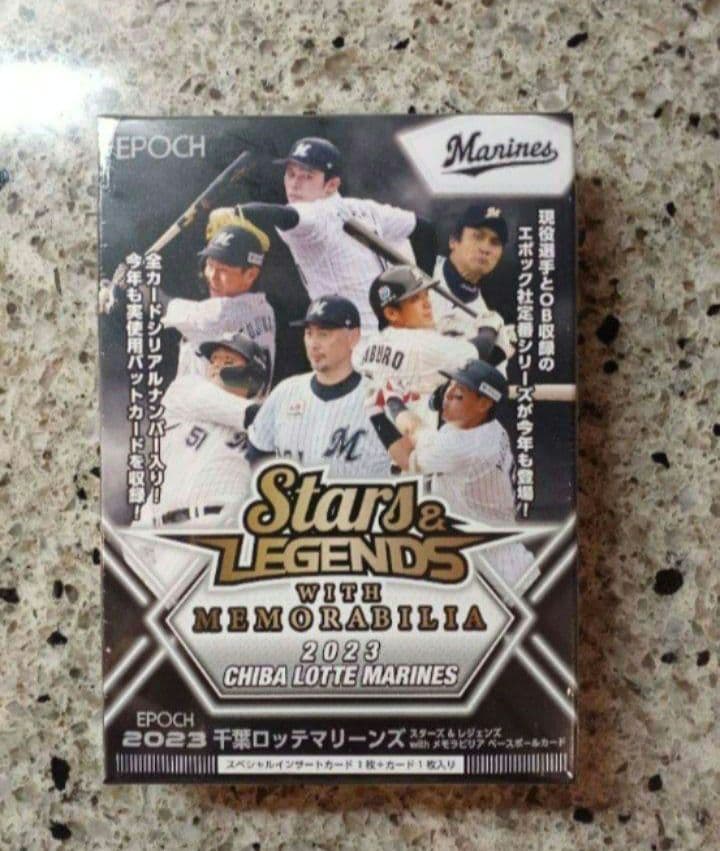 EPOCH
Marines
現役選手とOB収録の
エポック社定番シリーズが今年も登場!
全カードシリアルナンバー入り!
今年も実使用バットカードを収録!
ABURO
51
M
Stars &
LEGENDS
WITH
MEMORABILIA
2023
CHIBA LOTTE MARINES
EPOCH
2023 千葉ロッテマリーンズ スターズ & レジェンズ
with メモラビリア ベースボールカード
スペシャルインサートカード1枚+カード1枚入り